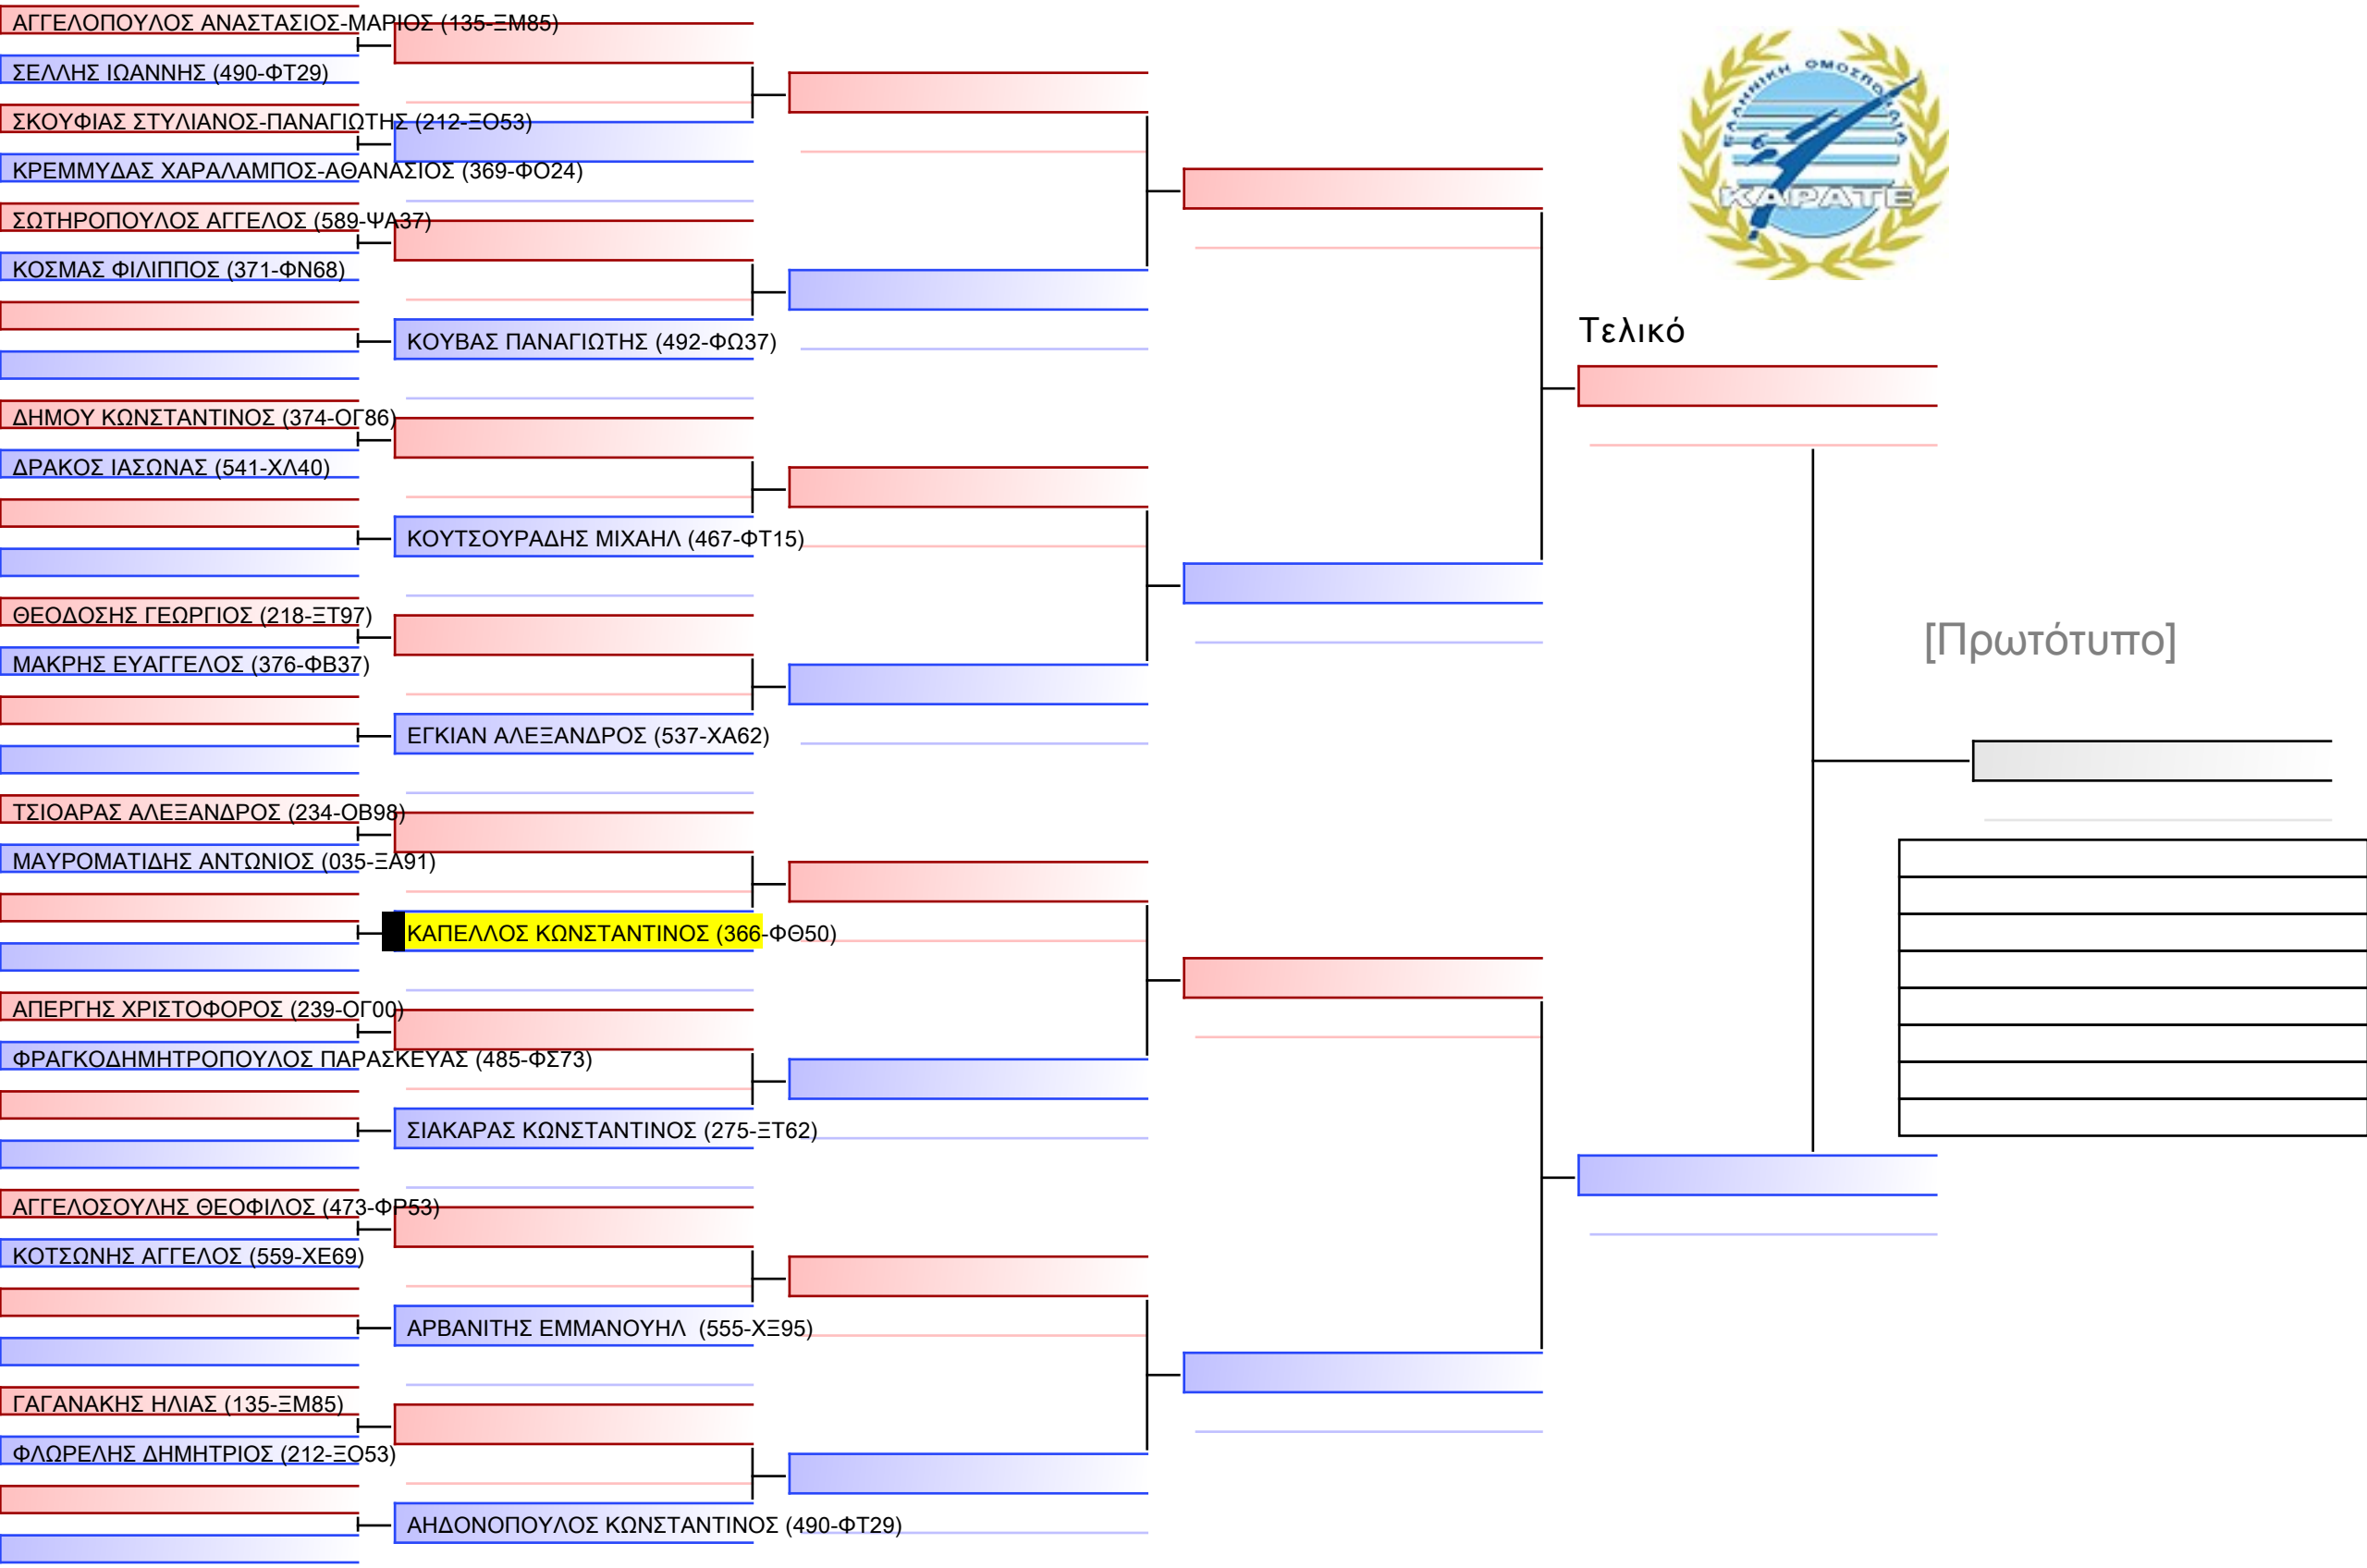 ΑΓΓΕΛΟΠΟΥΛΟΣ ΑΝΑΣΤΑΣΙΟΣ-ΜΑΡΙΟΣ (135-ΞΜ85)
ΣΕΛΛΗΣ ΙΩΑΝΝΗΣ (490-ΦΤ29)
ΣΚΟΥΦΙΑΣ ΣΤΥΛΙΑΝΟΣ-ΠΑΝΑΓΙΩΤΗΣ (212-ΞΟ53)
ΚΡΕΜΜΥΔΑΣ ΧΑΡΑΛΑΜΠΟΣ-ΑΘΑΝΑΣΙΟΣ (369-ΦΟ24)
ΣΩΤΗΡΟΠΟΥΛΟΣ ΑΓΓΕΛΟΣ (589-ΨΑ37)
ΚΟΣΜΑΣ ΦΙΛΙΠΠΟΣ (371-ΦΝ68)
ΔΗΜΟΥ ΚΩΝΣΤΑΝΤΙΝΟΣ (374-ΟΓ86)
ΔΡΑΚΟΣ ΙΑΣΩΝΑΣ (541-ΧΛ40)
ΘΕΟΔΟΣΗΣ ΓΕΩΡΓΙΟΣ (218-ΞΤ97)
ΜΑΚΡΗΣ ΕΥΑΓΓΕΛΟΣ (376-ΦΒ37)
ΤΣΙΟΑΡΑΣ ΑΛΕΞΑΝΔΡΟΣ (234-ΟΒ98)
ΜΑΥΡΟΜΑΤΙΔΗΣ ΑΝΤΩΝΙΟΣ (035-ΞΑ91)
ΑΠΕΡΓΗΣ ΧΡΙΣΤΟΦΟΡΟΣ (239-ΟΓ00)
ΦΡΑΓΚΟΔΗΜΗΤΡΟΠΟΥΛΟΣ ΠΑΡΑΣΚΕΥΑΣ (485-ΦΣ73)
ΑΓΓΕΛΟΣΟΥΛΗΣ ΘΕΟΦΙΛΟΣ (473-ΦΡ53)
ΚΟΤΣΩΝΗΣ ΑΓΓΕΛΟΣ (559-ΧΕ69)
ΓΑΓΑΝΑΚΗΣ ΗΛΙΑΣ (135-ΞΜ85)
ΦΛΩΡΕΛΗΣ ΔΗΜΗΤΡΙΟΣ (212-ΞΟ53)
ΚΟΥΒΑΣ ΠΑΝΑΓΙΩΤΗΣ (492-ΦΩ37)
ΚΟΥΤΣΟΥΡΑΔΗΣ ΜΙΧΑΗΛ (467-ΦΤ15)
ΕΓΚΙΑΝ ΑΛΕΞΑΝΔΡΟΣ (537-ΧΑ62)
ΚΑΠΕΛΛΟΣ ΚΩΝΣΤΑΝΤΙΝΟΣ (366-ΦΘ50)
ΣΙΑΚΑΡΑΣ ΚΩΝΣΤΑΝΤΙΝΟΣ (275-ΞΤ62)
ΑΡΒΑΝΙΤΗΣ ΕΜΜΑΝΟΥΗΛ (555-ΧΞ95)
ΑΗΔΟΝΟΠΟΥΛΟΣ ΚΩΝΣΤΑΝΤΙΝΟΣ (490-ΦΤ29)
ΕΛΛΗΝΙΚΗ ΟΜΟΣΠΟΝΔΙΑ
ΚΑΡΑΤΕ
Τελικό
[Πρωτότυπο]